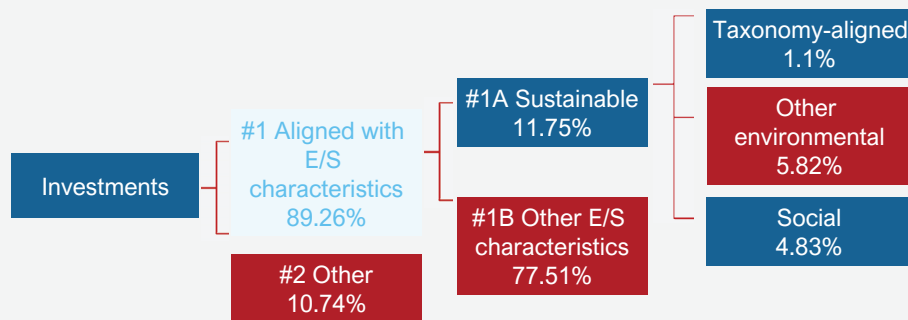 Investments
#1 Aligned with
E/S
characteristics
89.26%
#2 Other
10.74%
#1A Sustainable
11.75%
#1B Other E/S
characteristics
77.51%
Taxonomy-aligned
1.1%
Other
environmental
5.82%
Social
4.83%